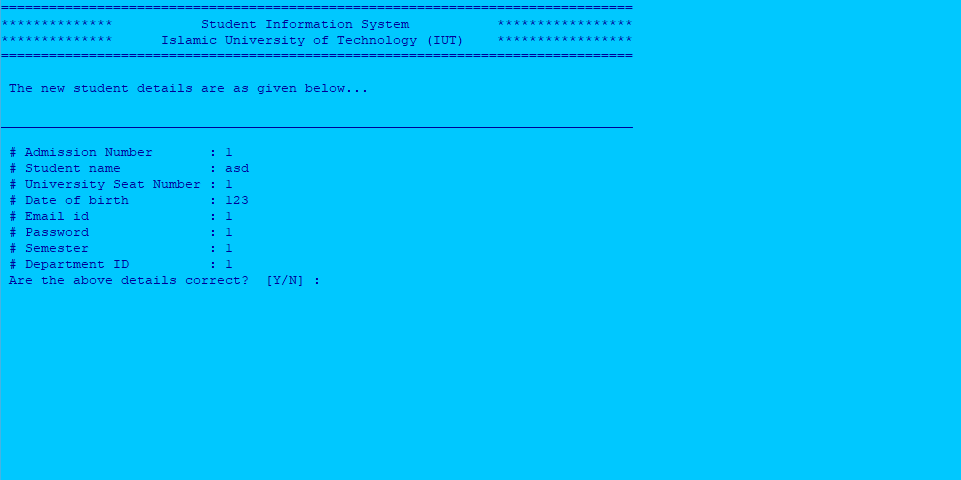 ===============================================================================
**************           Student Information System           *****************
**************      Islamic University of Technology (IUT)    *****************
===============================================================================
The new student details are as given below...
_______________________________________________________________________________
# Admission Number       : 1
# Student name           : asd
# University Seat Number : 1
# Date of birth          : 123
# Email id               : 1
# Password               : 1
# Semester               : 1
# Department ID          : 1
Are the above details correct?  [Y/N] :